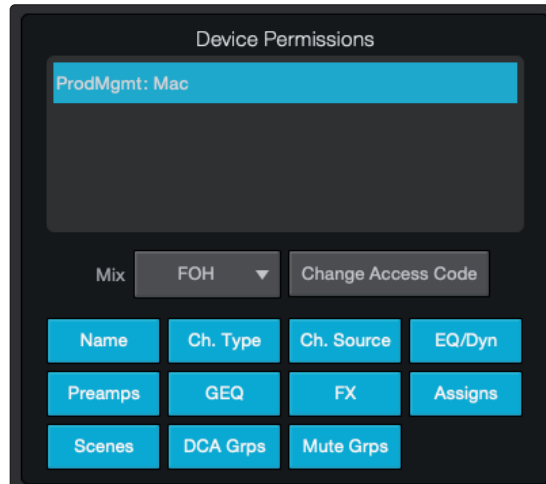 Device Permissions
ProdMgmt: Mac
Mix FOH Change Access Code
Name Ch. Type Ch. Source EQ/Dyn
Preamps GEQ FX Assigns
Scenes DCA Grps Mute Grps